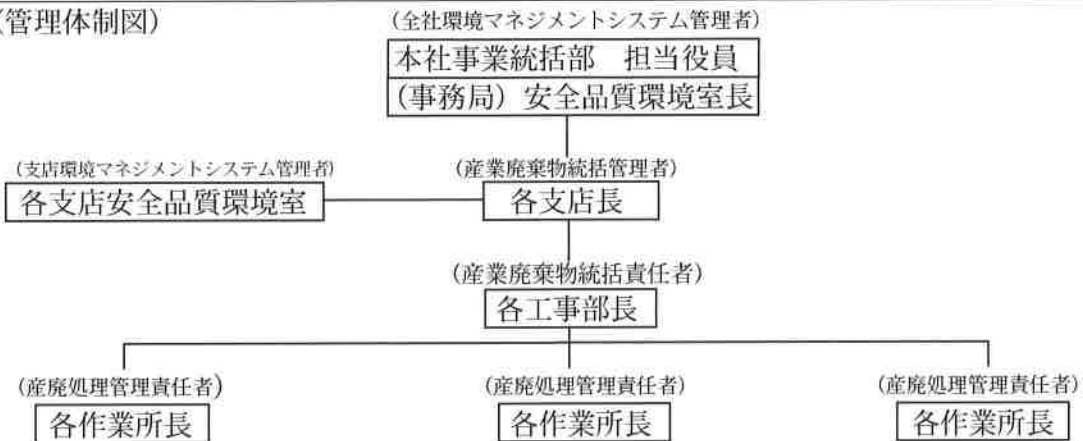 (管理体制図)
(全社環境マネジメントシステム管理者)
本社事業統括部 担当役員
(事務局) 安全品質環境室長
(支店環境マネジメントシステム管理者)
(産業廃棄物統括管理者)
各支店安全品質環境室
各支店長
(産業廃棄物統括責任者)
各工事部長
(産廃処理管理責任者)
(産廃処理管理責任者)
(産廃処理管理責任者)
各作業所長
各作業所長
各作業所長